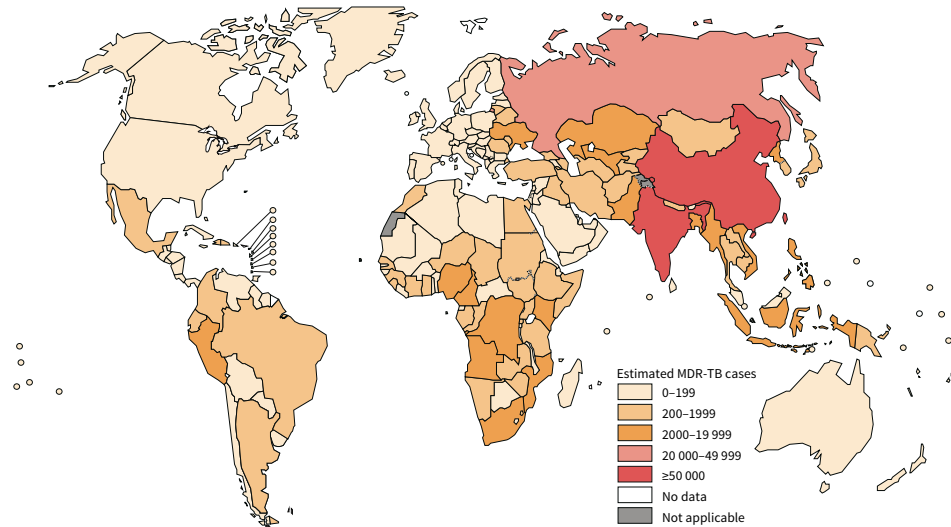 Estimated MDR-TB cases
0–199
200–1999
2000–19 999
20 000–49 999
≥50 000
No data
Not applicable